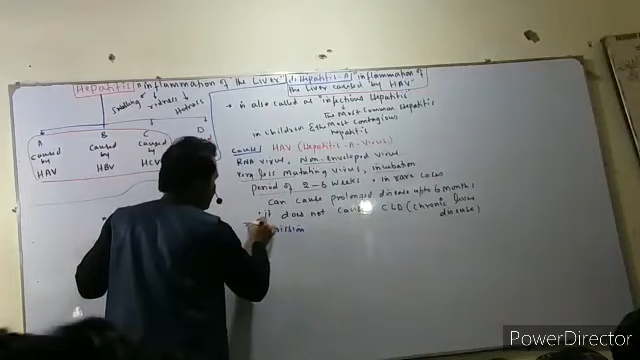 Hepatitis "inflammation of the Liver"
swelling redness Hotness
A B C D
caused by HAV
caused by HBV
caused by HCV
① Hepatitis-A "inflammation of
the Liver caused by HAV"
is also called as "infectious Hepatitis"
The Most Common Hepatitis
in children & the Most Contagious
hepatitis
Cause: HAV (Hepatitis-A-Virus)
RNA virus, Non-enveloped virus
very less Mutating virus, incubation
period of 2-6 weeks. in rare cases
can cause prolonged disease upto 6 months
it does not cause CLD (chronic liver
disease)
PowerDirector